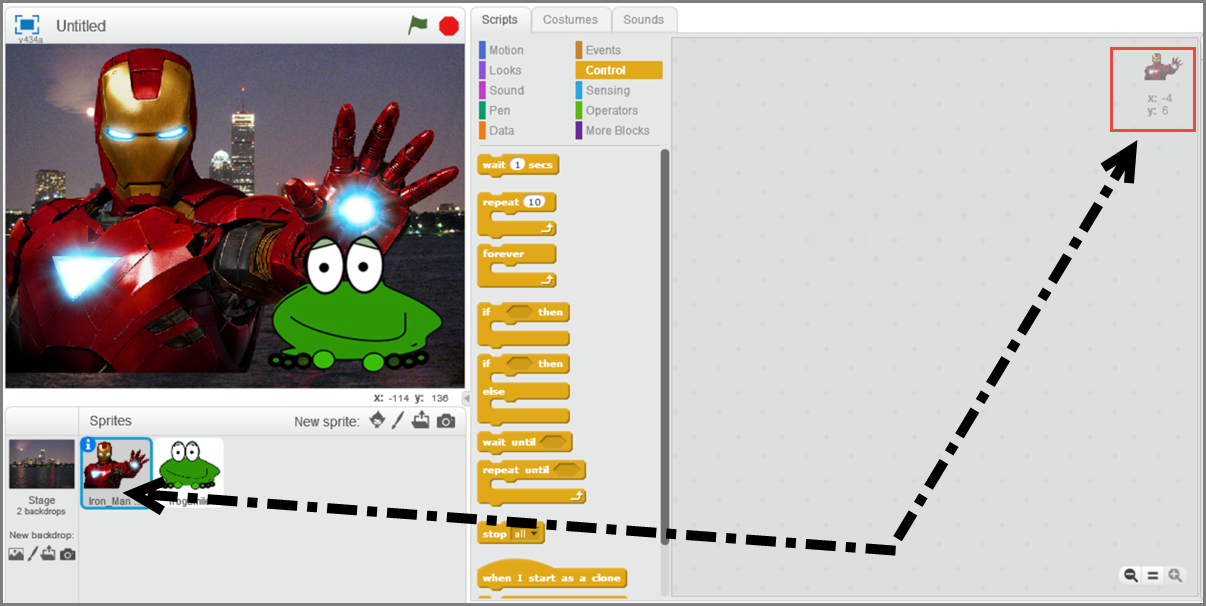 Untitled
v434a
x: -114 y: 136
Sprites
New sprite:
Stage
2 backdrops
New backdrop:
Iron_Man ...
Scripts
Costumes
Sounds
Motion
Events
Looks
Control
Sound
Sensing
Pen
Operators
Data
More Blocks
wait 1 secs
repeat 10
forever
if then
if then
else
wait until
repeat until
stop all
when I start as a clone
x: -4
y: 6